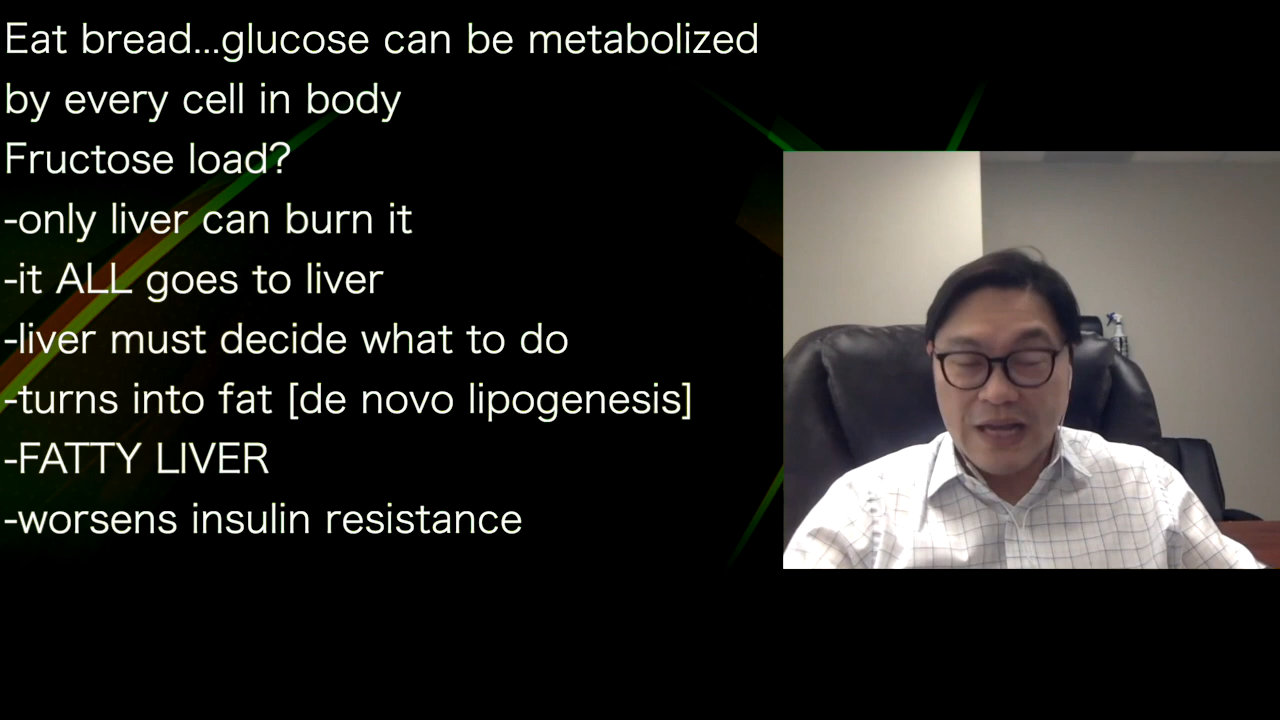 Eat bread...glucose can be metabolized
by every cell in body
Fructose load?
-only liver can burn it
-it ALL goes to liver
-liver must decide what to do
-turns into fat [de novo lipogenesis]
-FATTY LIVER
-worsens insulin resistance